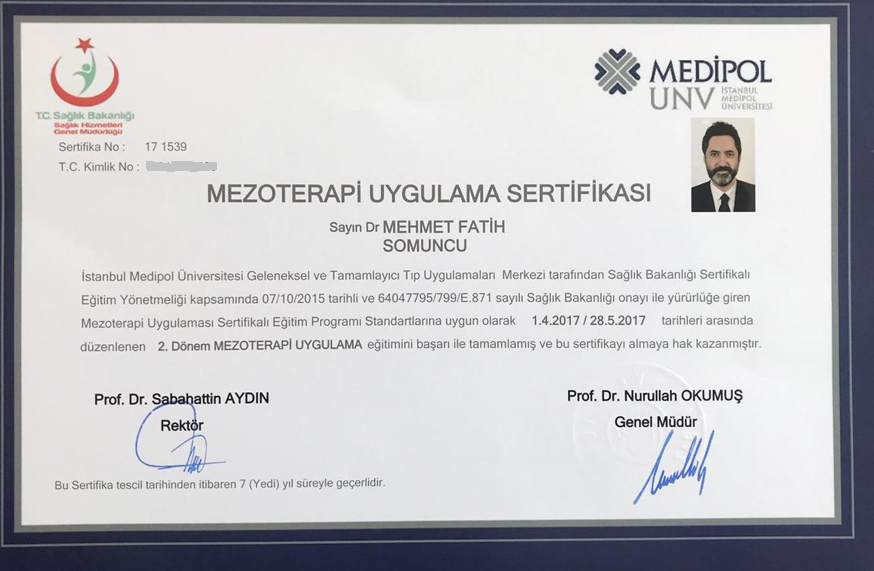 T.C. Sağlık Bakanlığı
Sağlık Hizmetleri
Genel Müdürlüğü
MEDİPOL
UNV İSTANBUL
MEDİPOL
ÜNİVERSİTESİ
Sertifika No : 17 1539
T.C. Kimlik No :
MEZOTERAPİ UYGULAMA SERTİFİKASI
Sayın Dr MEHMET FATİH
SOMUNCU
İstanbul Medipol Üniversitesi Geleneksel ve Tamamlayıcı Tıp Uygulamaları Merkezi tarafından Sağlık Bakanlığı Sertifikalı
Eğitim Yönetmeliği kapsamında 07/10/2015 tarihli ve 64047795/799/E.871 sayılı Sağlık Bakanlığı onayı ile yürürlüğe giren
Mezoterapi Uygulaması Sertifikalı Eğitim Programı Standartlarına uygun olarak 1.4.2017 / 28.5.2017 tarihleri arasında
düzenlenen 2. Dönem MEZOTERAPİ UYGULAMA eğitimini başarı ile tamamlamış ve bu sertifikayı almaya hak kazanmıştır.
Prof. Dr. Sabahattin AYDIN
Rektör
Prof. Dr. Nurullah OKUMUŞ
Genel Müdür
Bu Sertifika tescil tarihinden itibaren 7 (Yedi) yıl süreyle geçerlidir.